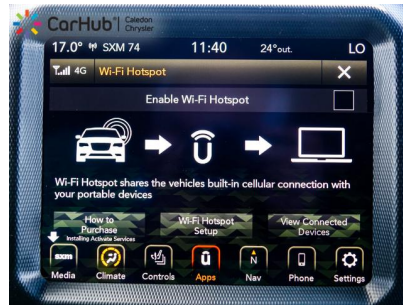 CarHub Caledon
Chrysler
17.0° SXM 74 11:40 24°out. LO
4G Wi-Fi Hotspot X
Enable Wi-Fi Hotspot
Wi-Fi Hotspot shares the vehicles built-in cellular connection with
your portable devices
How to
Purchase
Wi-Fi Hotspot
Setup
View Connected
Devices
Installing Activate Services
sxm
Media Climate Controls Apps Nav Phone Settings